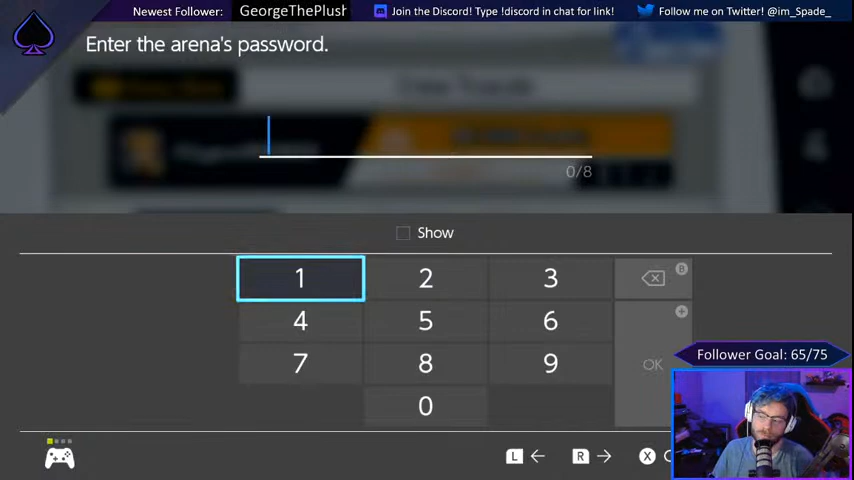 Newest Follower: GeorgeThePlush
Join the Discord! Type !discord in chat for link!
Follow me on Twitter! @im_Spade_
Enter the arena's password.
0/8
Show
1 2 3
B
4 5 6
+
7 8 9
OK
0
Follower Goal: 65/75
L ← R → X